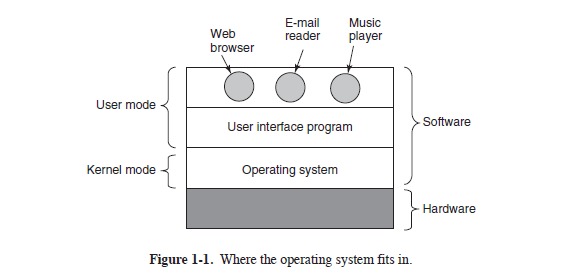 Web
browser
E-mail
reader
Music
player
User mode
User interface program
Software
Kernel mode
Operating system
Hardware
Figure 1-1. Where the operating system fits in.